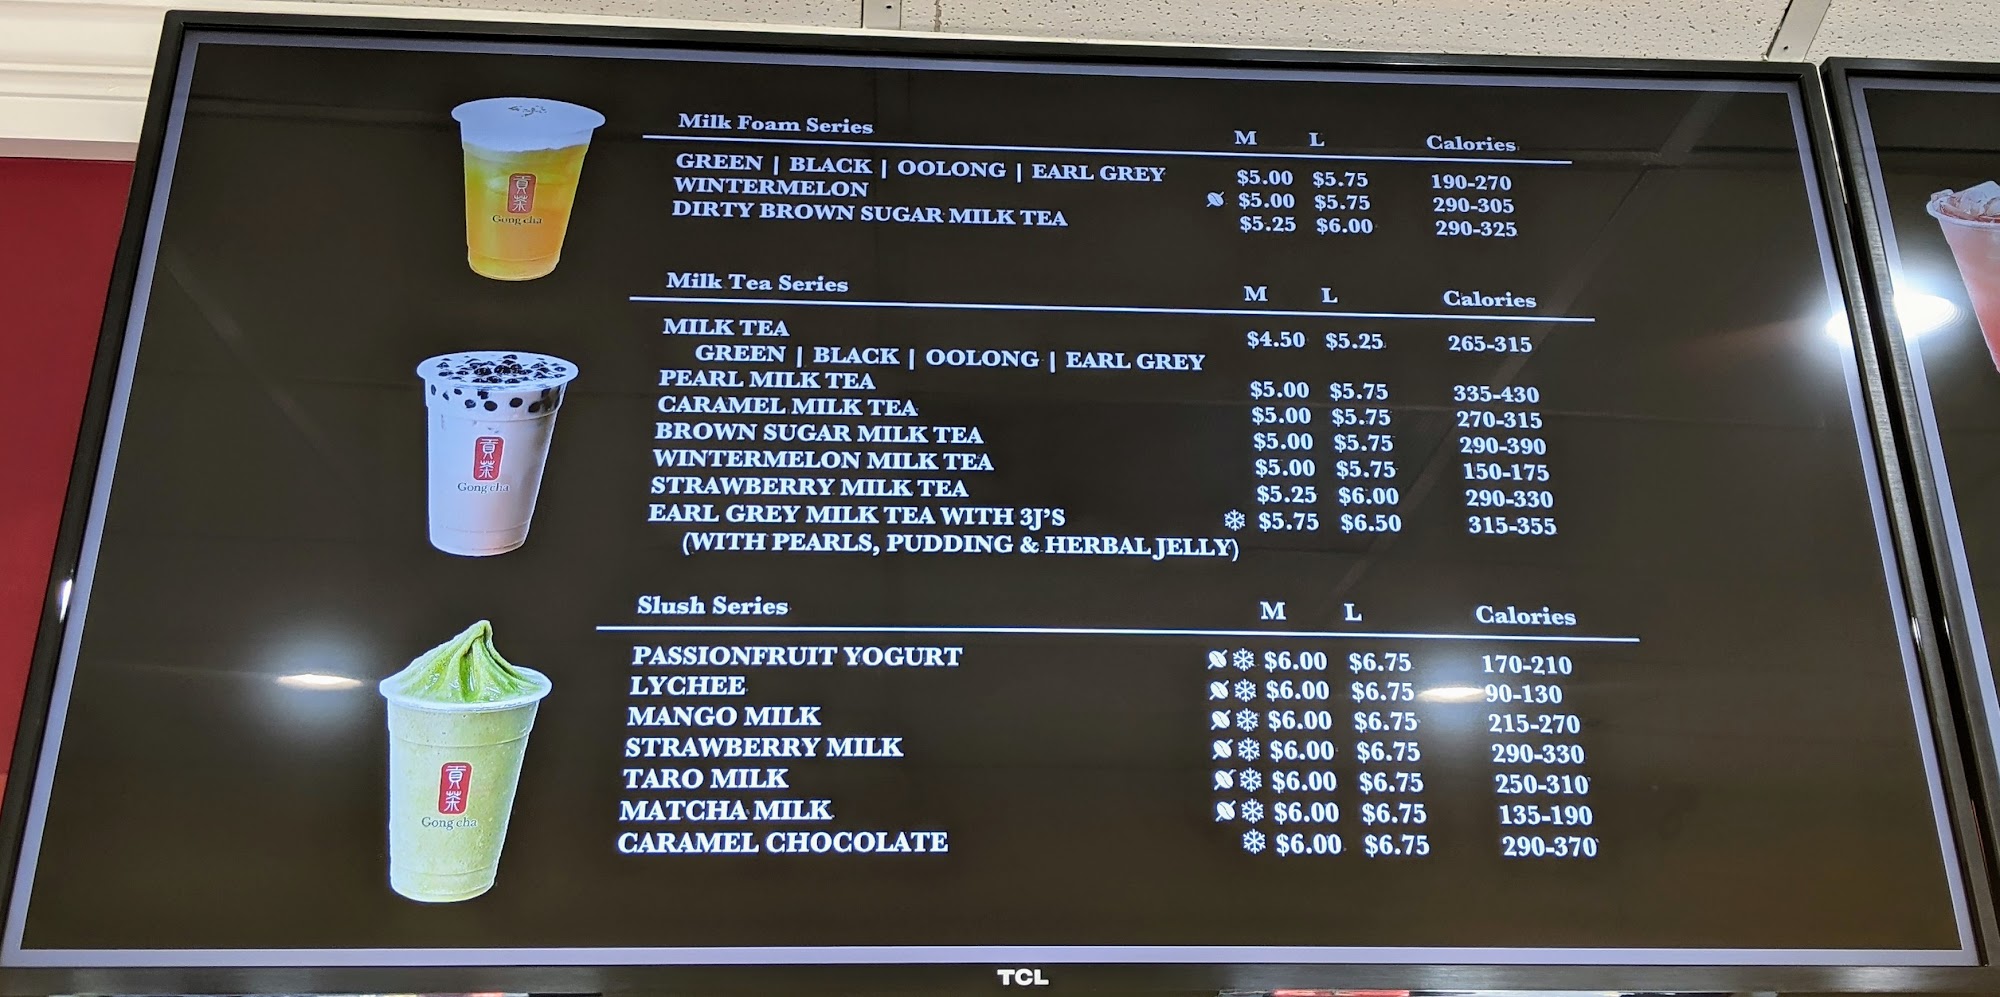 Milk Foam Series M L Calories
GREEN | BLACK | OOLONG | EARL GREY $5.00 $5.75 190-270
WINTERMELON $5.00 $5.75 290-305
DIRTY BROWN SUGAR MILK TEA $5.25 $6.00 290-325
貢茶
Gong cha
Milk Tea Series M L Calories
MILK TEA $4.50 $5.25 265-315
GREEN | BLACK | OOLONG | EARL GREY
PEARL MILK TEA $5.00 $5.75 335-430
CARAMEL MILK TEA $5.00 $5.75 270-315
BROWN SUGAR MILK TEA $5.00 $5.75 290-390
WINTERMELON MILK TEA $5.00 $5.75 150-175
STRAWBERRY MILK TEA $5.25 $6.00 290-330
EARL GREY MILK TEA WITH 3J'S $5.75 $6.50 315-355
(WITH PEARLS, PUDDING & HERBAL JELLY)
貢茶
Gong cha
Slush Series M L Calories
PASSIONFRUIT YOGURT $6.00 $6.75 170-210
LYCHEE $6.00 $6.75 90-130
MANGO MILK $6.00 $6.75 215-270
STRAWBERRY MILK $6.00 $6.75 290-330
TARO MILK $6.00 $6.75 250-310
MATCHA MILK $6.00 $6.75 135-190
CARAMEL CHOCOLATE $6.00 $6.75 290-370
貢茶
Gong cha
TCL